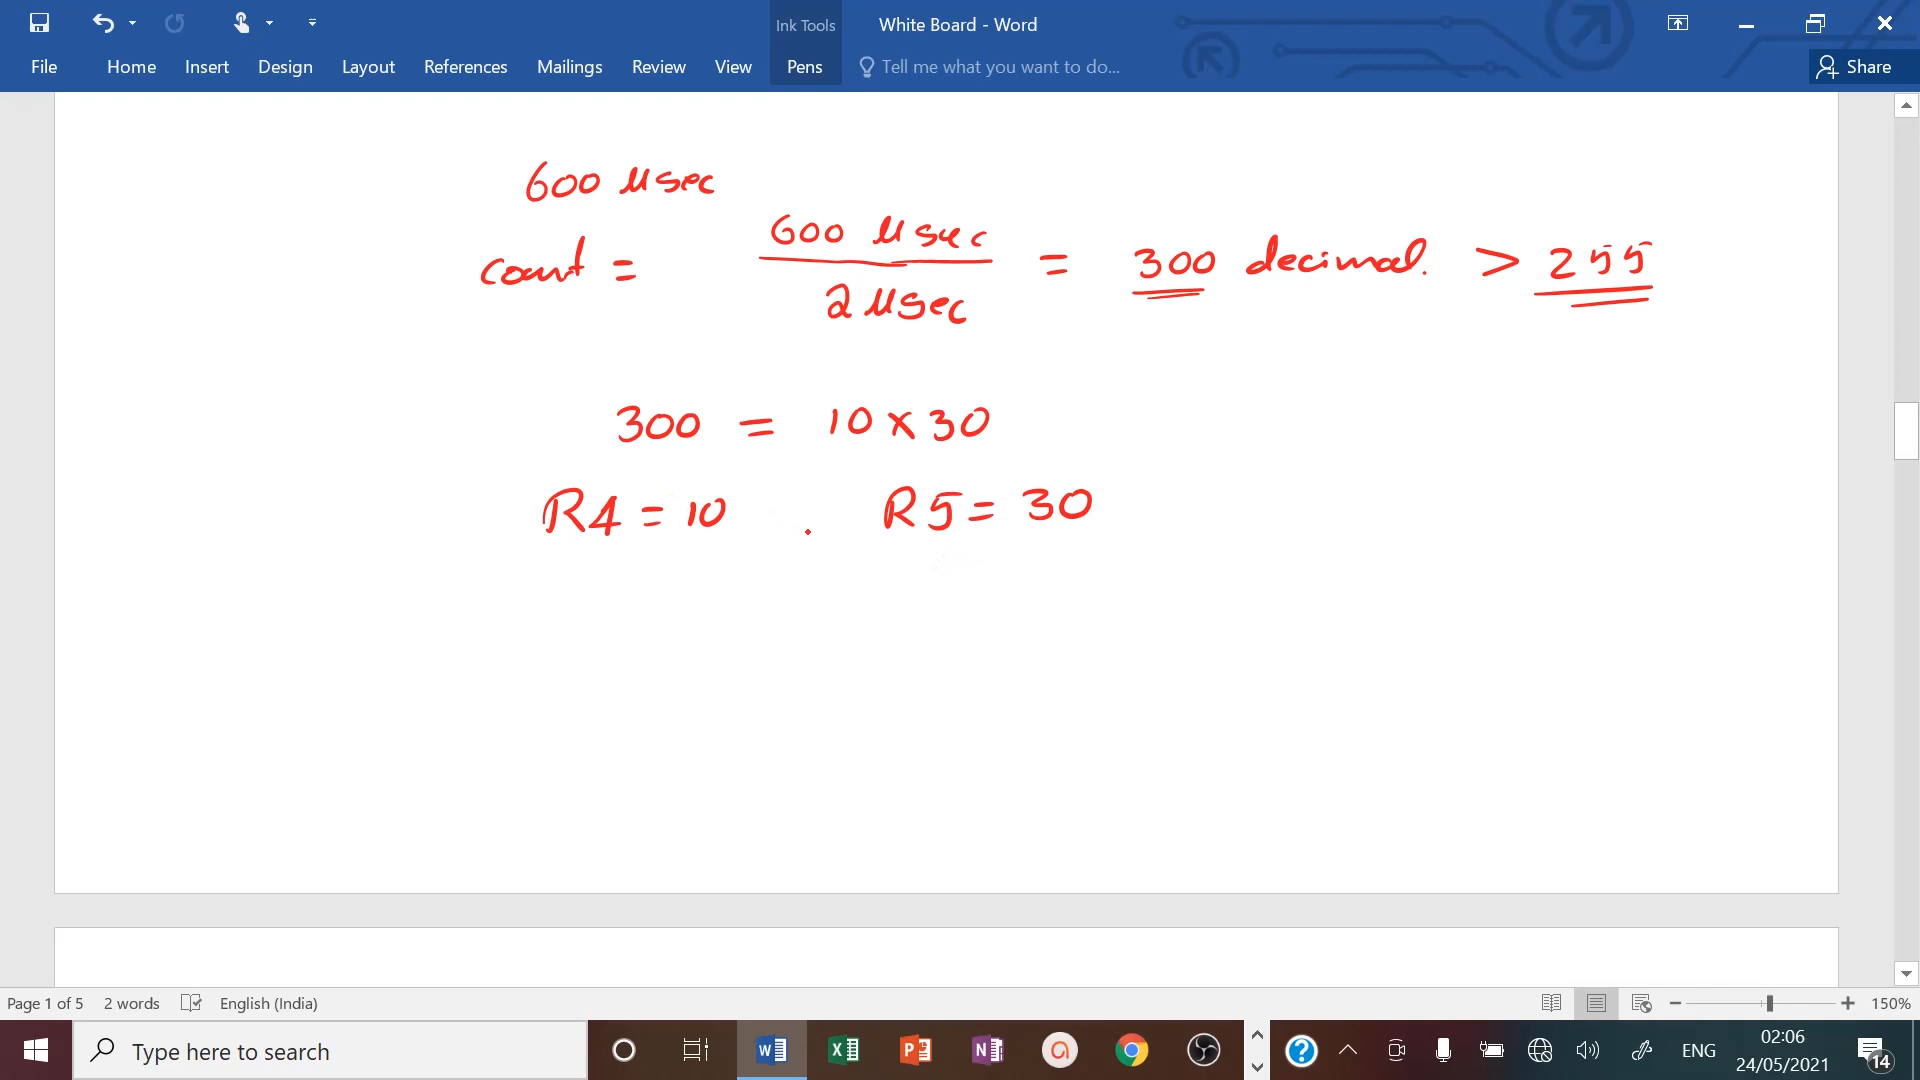 Ink Tools
White Board - Word
File Home Insert Design Layout References Mailings Review View Pens Tell me what you want to do... Share
600 μsec
count = 600 μsec / 2 μsec = 300 decimal. > 255
300 = 10 x 30
R4 = 10 . R5 = 30
Page 1 of 5 2 words English (India) 150%
Type here to search
ENG
02:06
24/05/2021
14